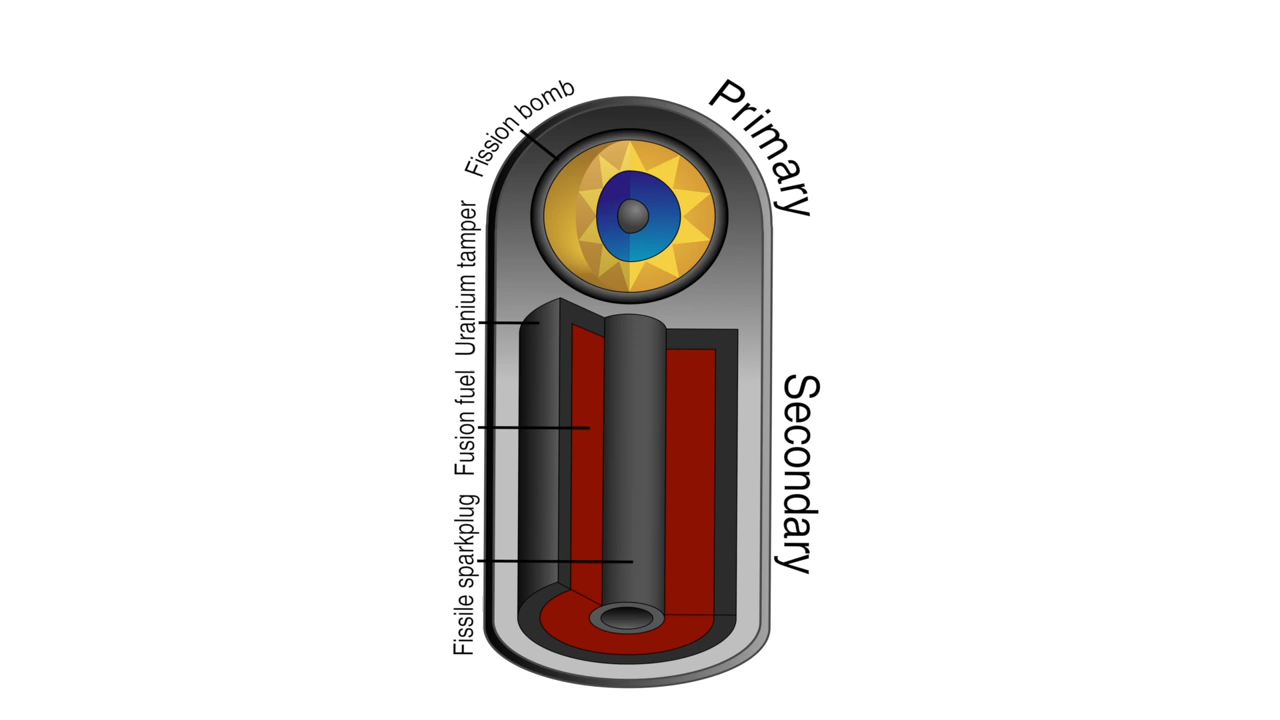 Primary
Fission bomb
Uranium tamper
Fusion fuel
Fissile sparkplug
Secondary